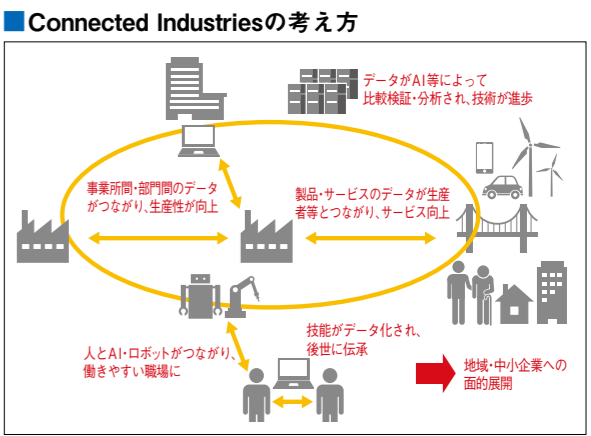 Connected Industriesの考え方
データがAI等によって
比較検証・分析され、技術が進歩
事業所間・部門間のデータ
がつながり、生産性が向上
製品・サービスのデータが生産
者等とつながり、サービス向上
人とAI・ロボットがつながり、
働きやすい職場に
技能がデータ化され、
後世に伝承
地域・中小企業への
面的展開